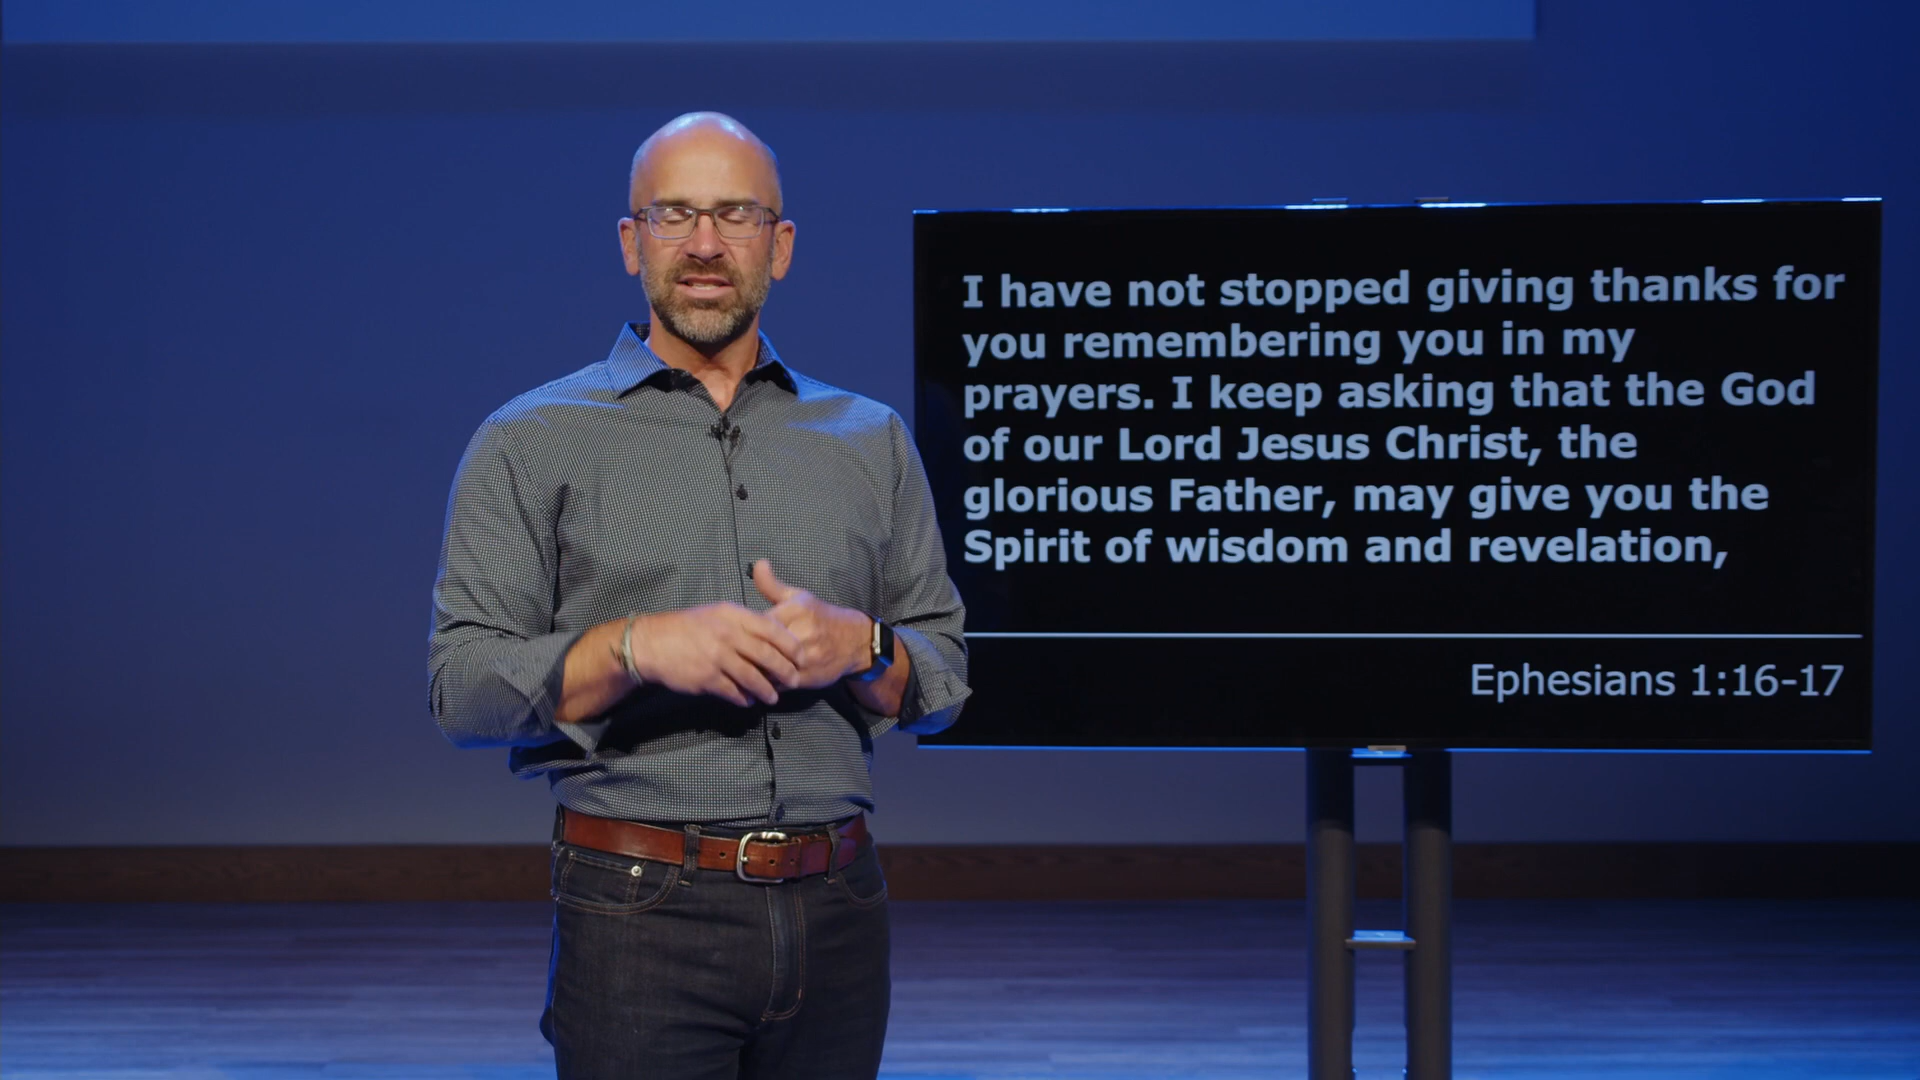 I have not stopped giving thanks for
you remembering you in my
prayers. I keep asking that the God
of our Lord Jesus Christ, the
glorious Father, may give you the
Spirit of wisdom and revelation,
Ephesians 1:16-17